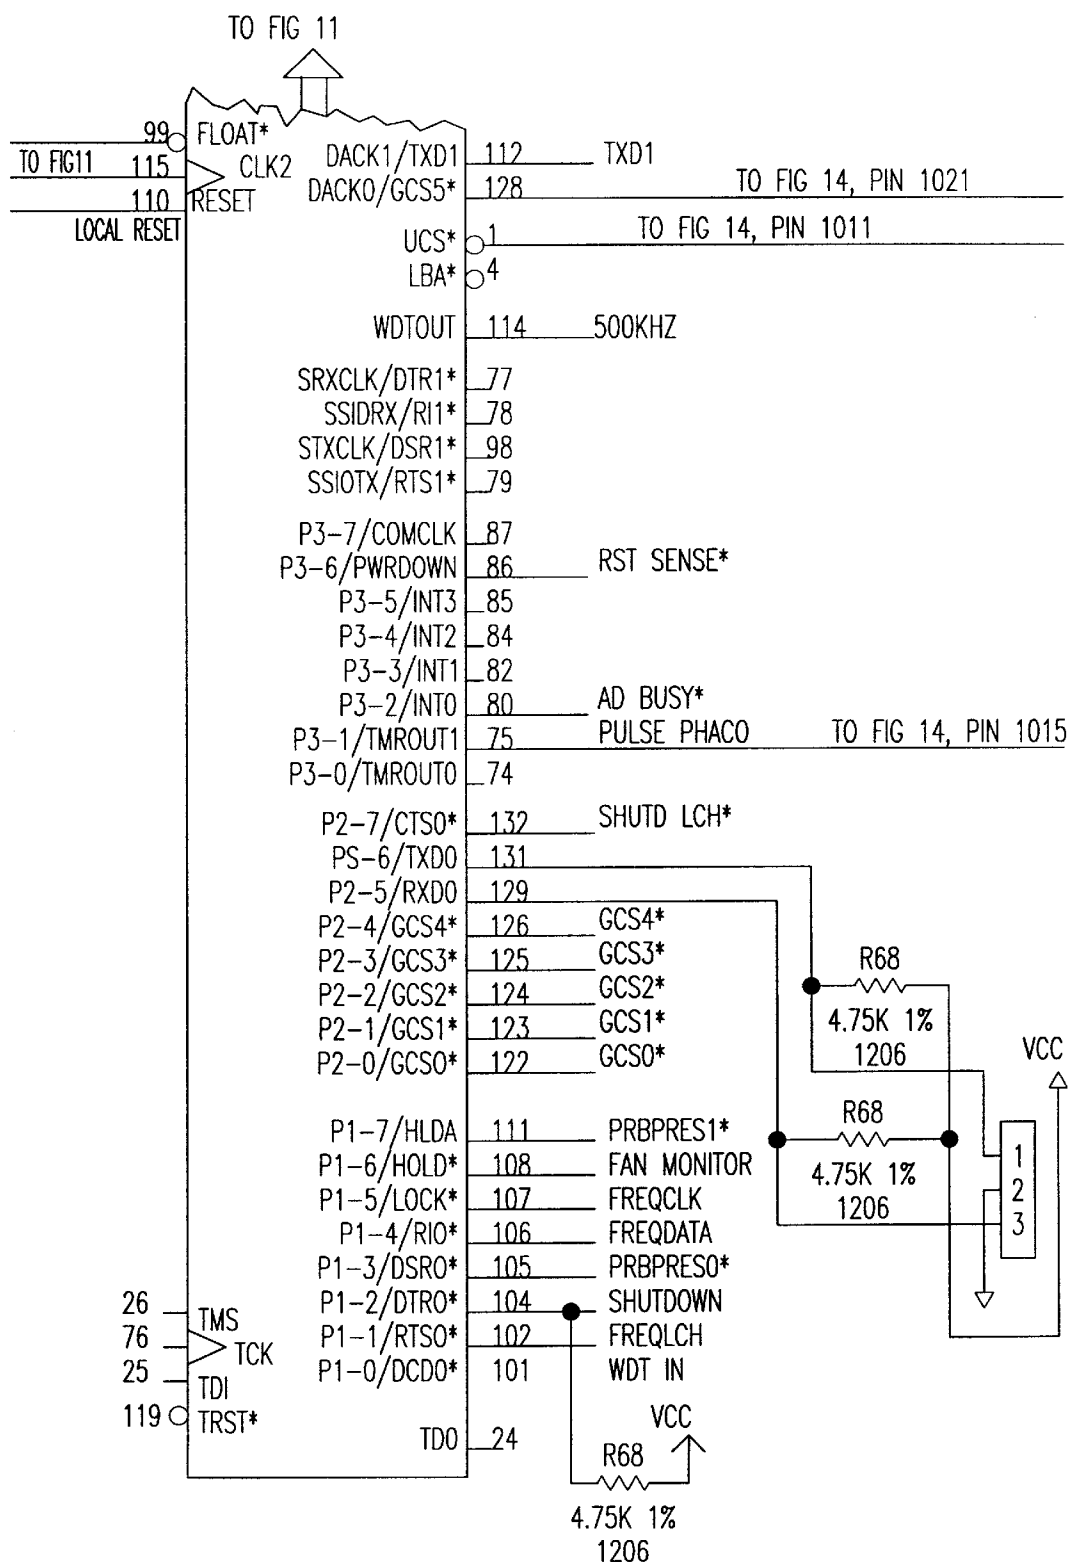 TO FIG 11
99 FLOAT*
TO FIG11 115 CLK2
110 RESET
LOCAL RESET
DACK1/TXD1 112 TXD1
DACK0/GCS5* 128 TO FIG 14, PIN 1021
UCS* 1 TO FIG 14, PIN 1011
LBA* 4
WDTOUT 114 500KHZ
SRXCLK/DTR1* 77
SSIDRX/RI1* 78
STXCLK/DSR1* 98
SSIOTX/RTS1* 79
P3-7/COMCLK 87
P3-6/PWRDOWN 86 RST SENSE*
P3-5/INT3 85
P3-4/INT2 84
P3-3/INT1 82
P3-2/INT0 80 AD BUSY*
P3-1/TMROUT1 75 PULSE PHACO TO FIG 14, PIN 1015
P3-0/TMROUT0 74
P2-7/CTS0* 132 SHUTD LCH*
PS-6/TXD0 131
P2-5/RXD0 129
P2-4/GCS4* 126 GCS4*
P2-3/GCS3* 125 GCS3*
P2-2/GCS2* 124 GCS2*
P2-1/GCS1* 123 GCS1*
P2-0/GCS0* 122 GCS0*
R68
4.75K 1%
1206
VCC
R68
4.75K 1%
1206
1
2
3
P1-7/HLDA 111 PRBPRES1*
P1-6/HOLD* 108 FAN MONITOR
P1-5/LOCK* 107 FREQCLK
P1-4/RIO* 106 FREQDATA
P1-3/DSR0* 105 PRBPRES0*
P1-2/DTR0* 104 SHUTDOWN
P1-1/RTS0* 102 FREQLCH
P1-0/DCD0* 101 WDT IN
26 TMS
76 TCK
25 TDI
119 TRST*
TDO 24
VCC
R68
4.75K 1%
1206